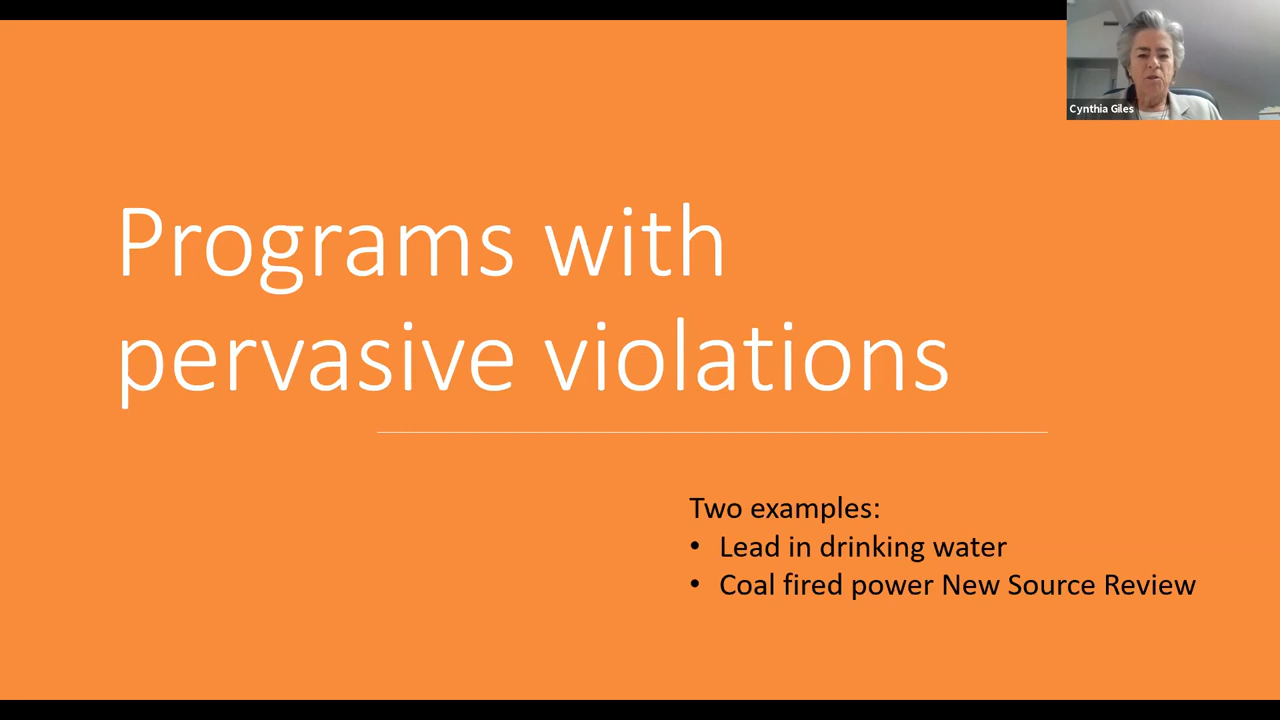 Cynthia Giles
Programs with
pervasive violations
Two examples:
• Lead in drinking water
• Coal fired power New Source Review